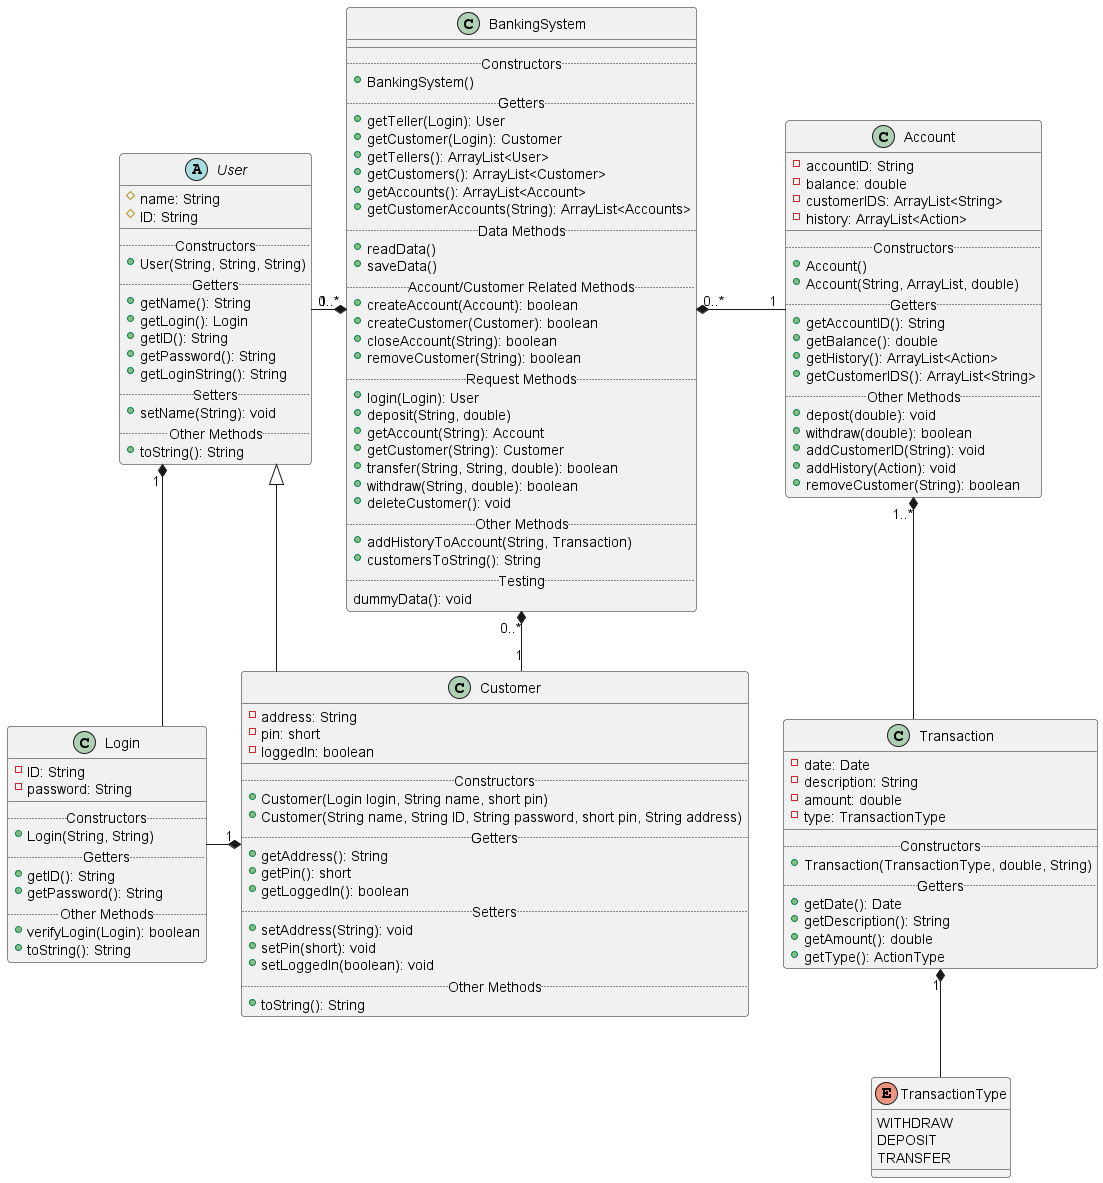 C BankingSystem
Constructors
BankingSystem()
Getters
getTeller(Login): User
getCustomer(Login): Customer
getTellers(): ArrayList<User>
getCustomers(): ArrayList<Customer>
getAccounts(): ArrayList<Account>
getCustomerAccounts(String): ArrayList<Accounts>
Data Methods
readData()
saveData()
Account/Customer Related Methods
createAccount(Account): boolean
createCustomer(Customer): boolean
closeAccount(String): boolean
removeCustomer(String): boolean
Request Methods
login(Login): User
deposit(String, double)
getAccount(String): Account
getCustomer(String): Customer
transfer(String, String, double): boolean
withdraw(String, double): boolean
deleteCustomer(): void
Other Methods
addHistoryToAccount(String, Transaction)
customersToString(): String
Testing
dummyData(): void
A User
name: String
ID: String
Constructors
User(String, String, String)
Getters
getName(): String
getLogin(): Login
getID(): String
getPassword(): String
getLoginString(): String
Setters
setName(String): void
Other Methods
toString(): String
C Account
accountID: String
balance: double
customerIDS: ArrayList<String>
history: ArrayList<Action>
Constructors
Account()
Account(String, ArrayList, double)
Getters
getAccountID(): String
getBalance(): double
getHistory(): ArrayList<Action>
getCustomerIDS(): ArrayList<String>
Other Methods
depost(double): void
withdraw(double): boolean
addCustomerID(String): void
addHistory(Action): void
removeCustomer(String): boolean
1
0..*
0..*
1
1
1..*
0..*
1
C Customer
address: String
pin: short
loggedIn: boolean
Constructors
Customer(Login login, String name, short pin)
Customer(String name, String ID, String password, short pin, String address)
Getters
getAddress(): String
getPin(): short
getLoggedIn(): boolean
Setters
setAddress(String): void
setPin(short): void
setLoggedIn(boolean): void
Other Methods
toString(): String
C Login
ID: String
password: String
Constructors
Login(String, String)
Getters
getID(): String
getPassword(): String
Other Methods
verifyLogin(Login): boolean
toString(): String
1
C Transaction
date: Date
description: String
amount: double
type: TransactionType
Constructors
Transaction(TransactionType, double, String)
Getters
getDate(): Date
getDescription(): String
getAmount(): double
getType(): ActionType
1
E TransactionType
WITHDRAW
DEPOSIT
TRANSFER